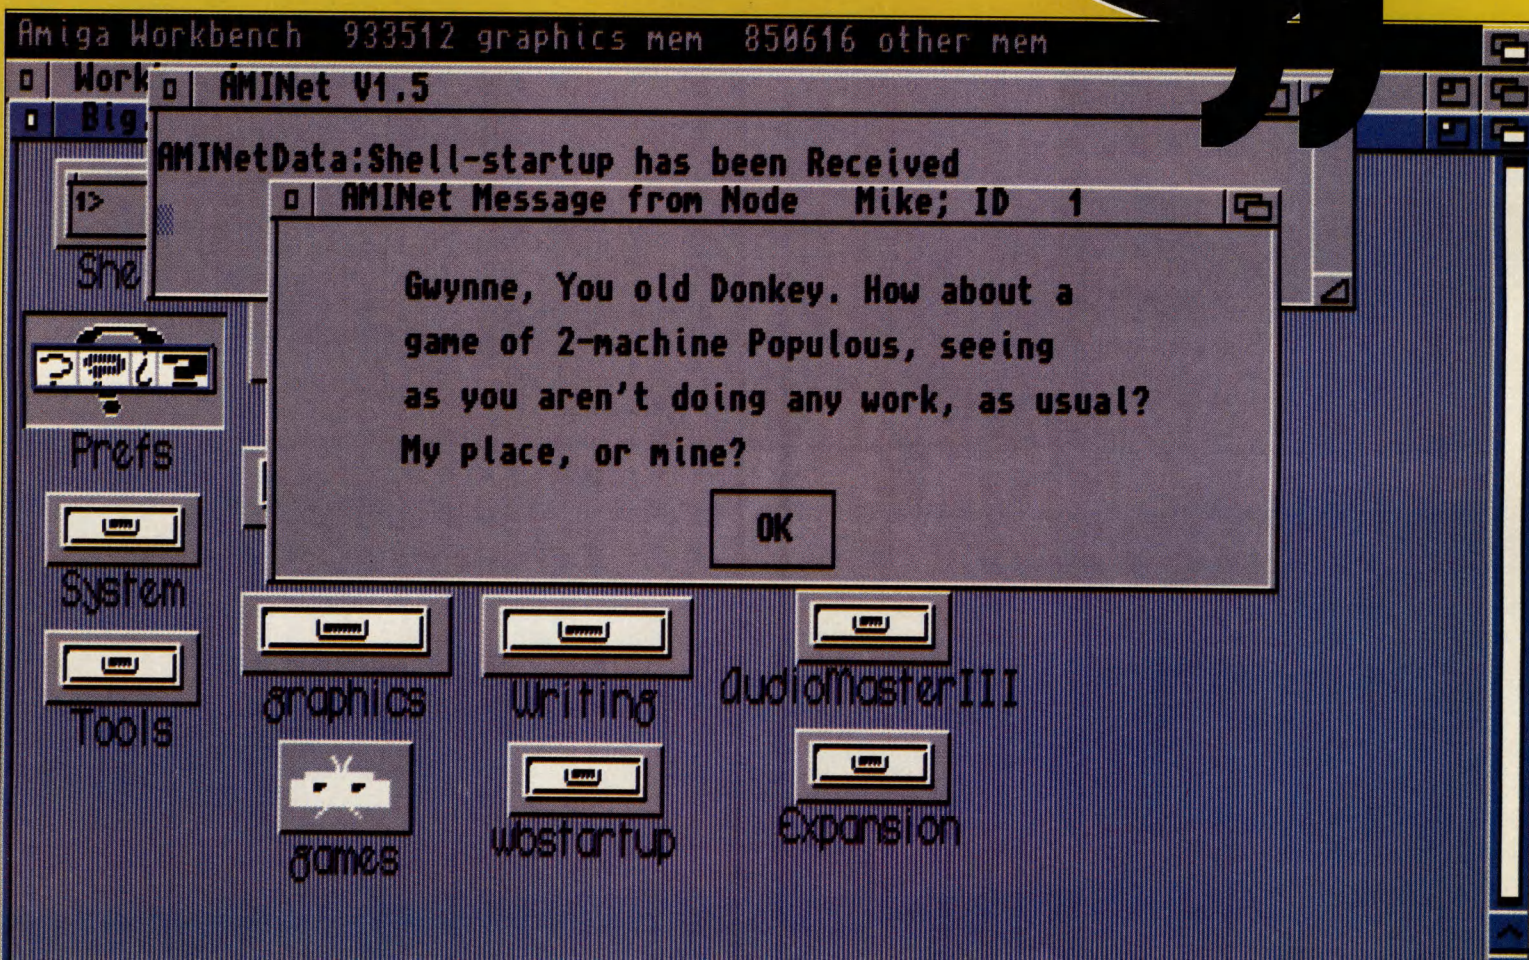 Amiga Workbench 933512 graphics mem 850616 other mem
Work
AMINet V1.5
Big
AMINetData:Shell-startup has been Received
1>
AMINet Message from Node Mike; ID 1
She
Gwynne, You old Donkey. How about a
game of 2-machine Populous, seeing
as you aren't doing any work, as usual?
My place, or mine?
OK
Prefs
System
Tools
graphics
Writing
AudioMasterIII
games
wbstartup
Expansion